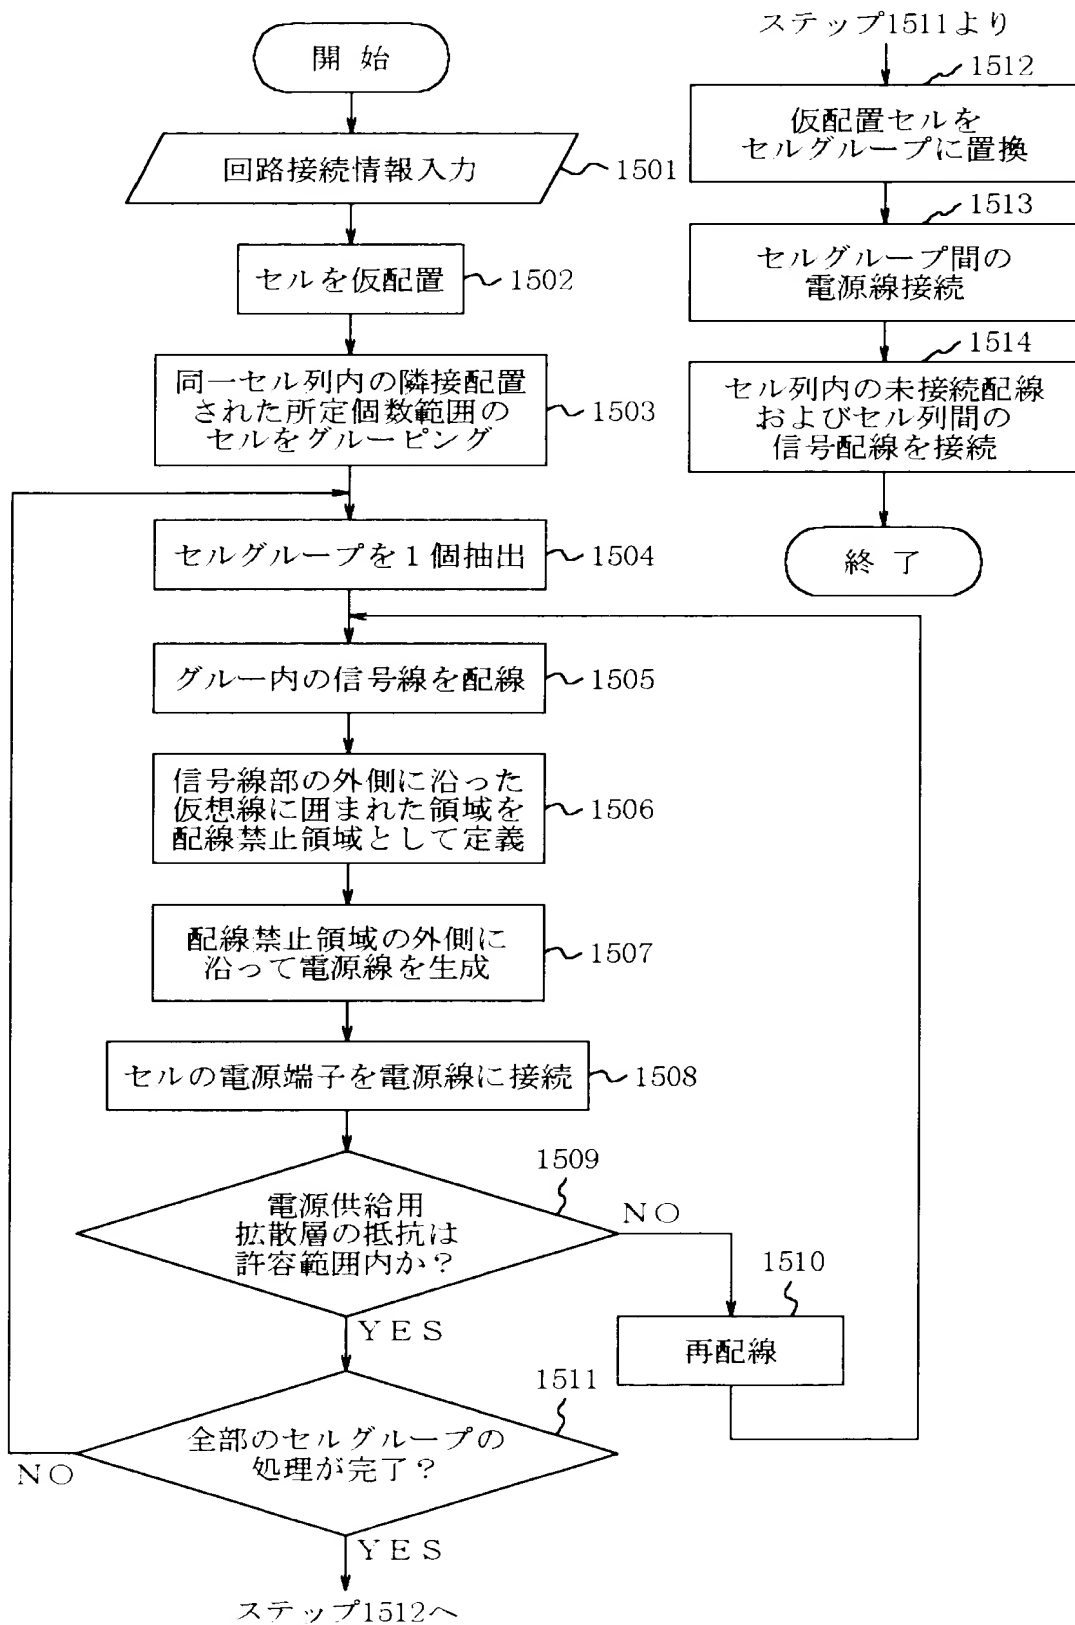 開始
回路接続情報入力
1501
セルを仮配置
1502
同一セル列内の隣接配置
された所定個数範囲の
セルをグルーピング
1503
セルグループを1個抽出
1504
グルー内の信号線を配線
1505
信号線部の外側に沿った
仮想線に囲まれた領域を
配線禁止領域として定義
1506
配線禁止領域の外側に
沿って電源線を生成
1507
セルの電源端子を電源線に接続
1508
1509
電源供給用
拡散層の抵抗は
許容範囲内か?
NO
YES
1510
再配線
1511
全部のセルグループの
処理が完了?
NO
YES
ステップ1512へ
ステップ1511より
1512
仮配置セルを
セルグループに置換
1513
セルグループ間の
電源線接続
1514
セル列内の未接続配線
およびセル列間の
信号配線を接続
終了